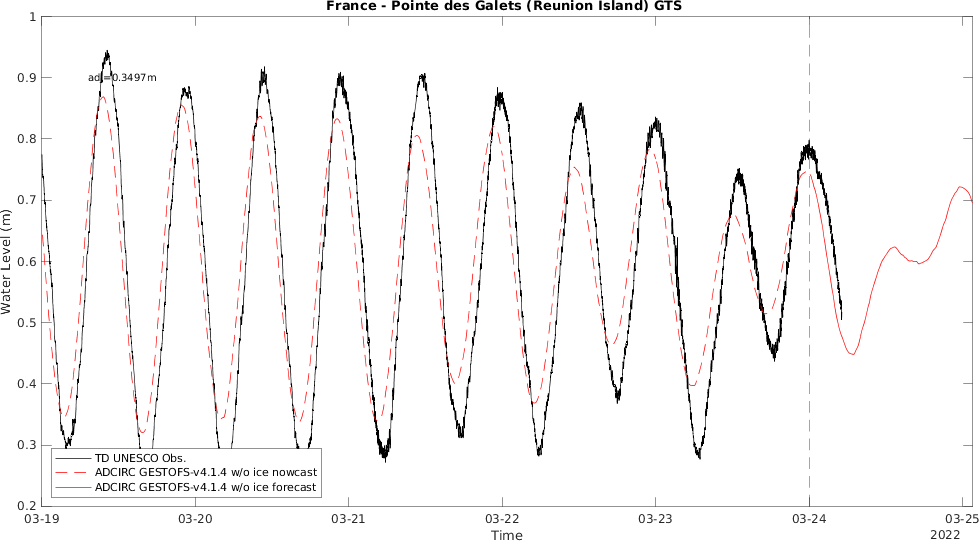 France - Pointe des Galets (Reunion Island) GTS
1
0.9
0.8
0.7
0.6
0.5
0.4
0.3
0.2
Water Level (m)
adj=0.3497m
TD UNESCO Obs.
ADCIRC GESTOFS-v4.1.4 w/o ice nowcast
ADCIRC GESTOFS-v4.1.4 w/o ice forecast
03-19
03-20
03-21
03-22
03-23
03-24
03-25
Time
2022